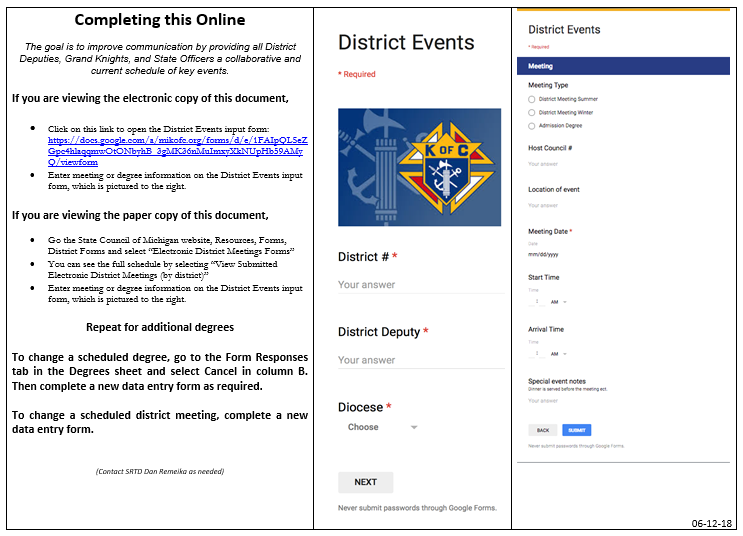 Completing this Online
The goal is to improve communication by providing all District
Deputies, Grand Knights, and State Officers a collaborative and
current schedule of key events.
If you are viewing the electronic copy of this document,
• Click on this link to open the District Events input form:
https://docs.google.com/a/mikofc.org/forms/d/e/1FAIpQLSeZ
Enter meeting or degree information on the District Events input
form, which is pictured to the right.
If you are viewing the paper copy of this document,
• Go the State Council of Michigan website, Resources, Forms,
District Forms and select “Electronic District Meetings Forms”
• You can see the full schedule by selecting “View Submitted
Electronic District Meetings (by district)”
• Enter meeting or degree information on the District Events input
form, which is pictured to the right.
Repeat for additional degrees
To change a scheduled degree, go to the Form Responses
tab in the Degrees sheet and select Cancel in column B.
Then complete a new data entry form as required.
To change a scheduled district meeting, complete a new
data entry form.
(Contact SRTD Dan Remeika as needed)
District Events
* Required
K OF C
District # *
Your answer
District Deputy *
Your answer
Diocese *
Choose
NEXT
Never submit passwords through Google Forms.
District Events
* Required
Meeting
Meeting Type
District Meeting Summer
District Meeting Winter
Admission Degree
Host Council #
Your answer
Location of event
Your answer
Meeting Date *
Date
mm/dd/yyyy
Start Time
Time
: AM
Arrival Time
Time
: AM
Special event notes
Dinner is served before the meeting ect.
Your answer
BACK SUBMIT
Never submit passwords through Google Forms.
06-12-18